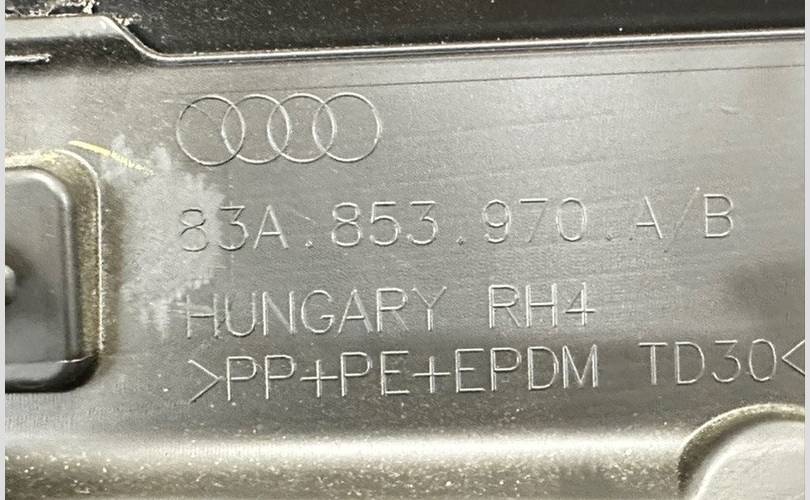 83A.853.970.A/B
HUNGARY RH4
>PP+PE+EPDM TD30<